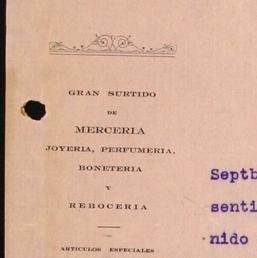 GRAN SURTIDO
DE
MERCERIA
JOYERIA, PERFUMERIA.
BONETERIA
Y
REBOCERIA
ARTICULOS ESPECIALES
Septb
senti
nido